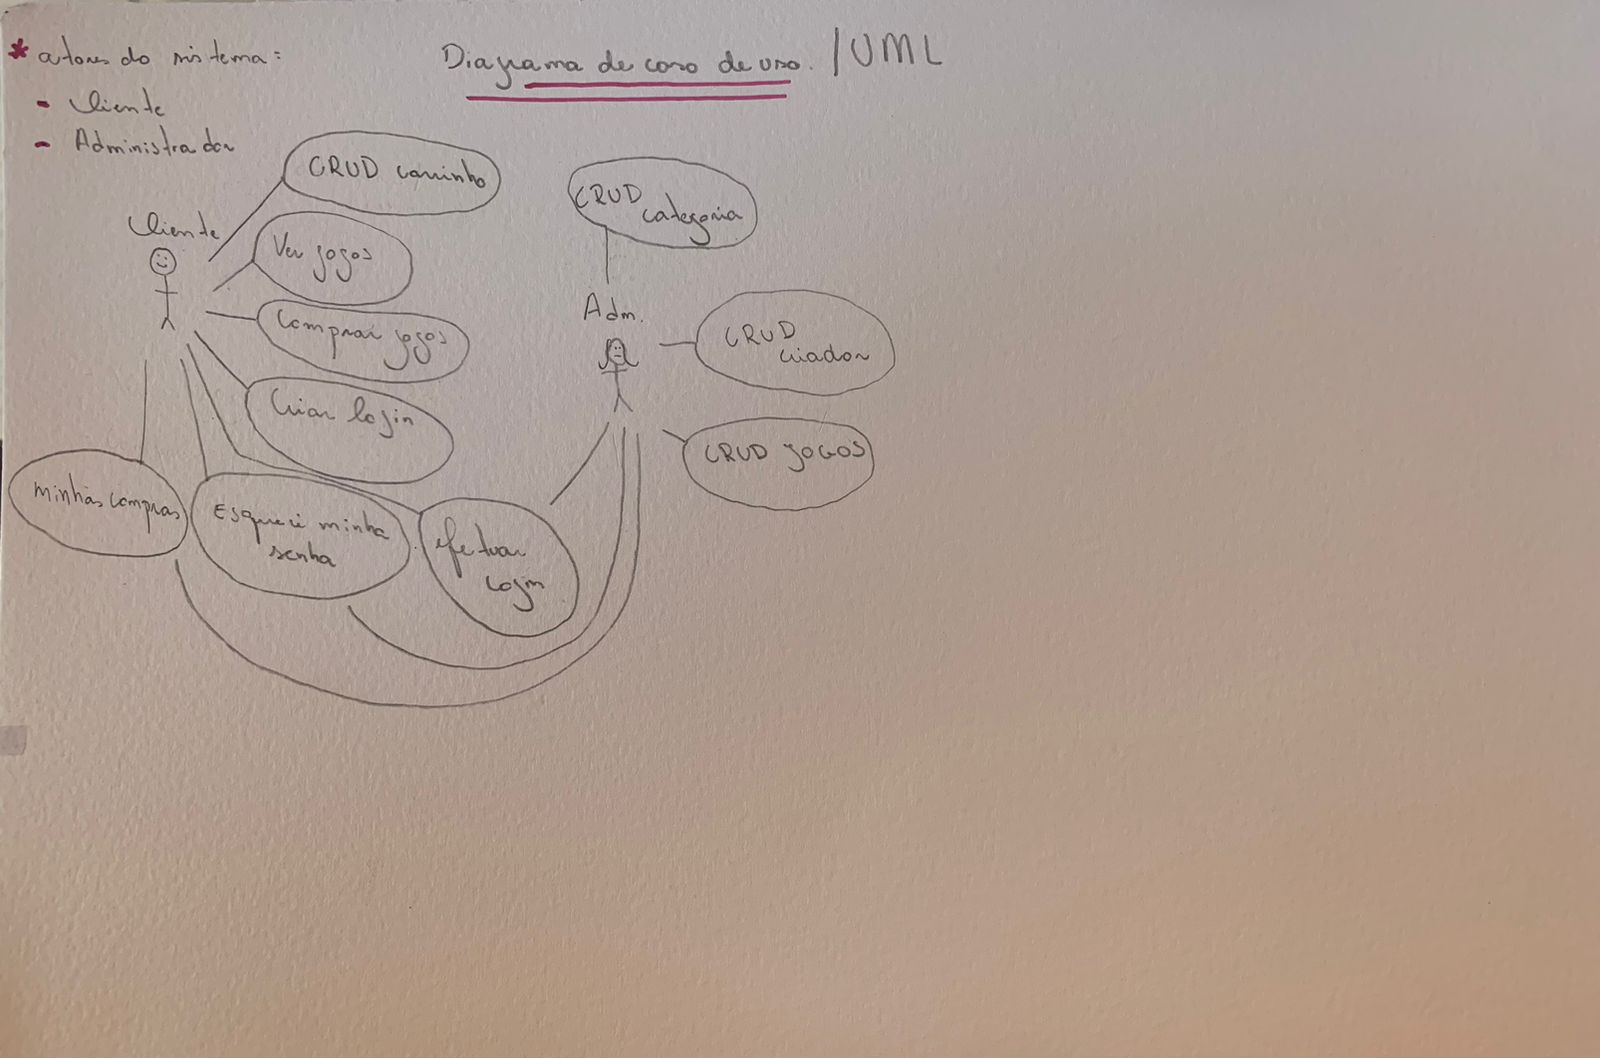 * atores do sistema:
- Cliente
- Administrador
Diagrama de caso de uso. / UML
CRUD carrinho
Cliente
Ver jogos
Comprar jogos
Criar login
Minhas compras
Esqueci minha
senha
efetuar
login
CRUD
categoria
Adm.
CRUD
criador
CRUD JOGOS